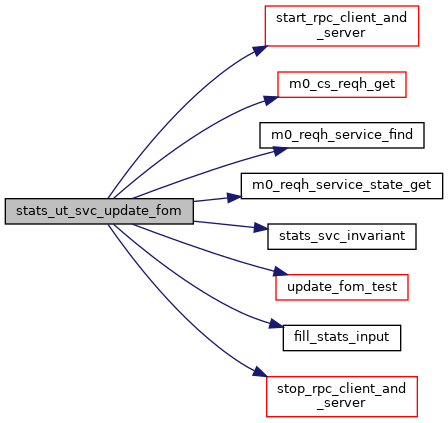 start_rpc_client_and
_server
m0_cs_reqh_get
m0_reqh_service_find
m0_reqh_service_state_get
stats_ut_svc_update_fom
stats_svc_invariant
update_fom_test
fill_stats_input
stop_rpc_client_and
_server